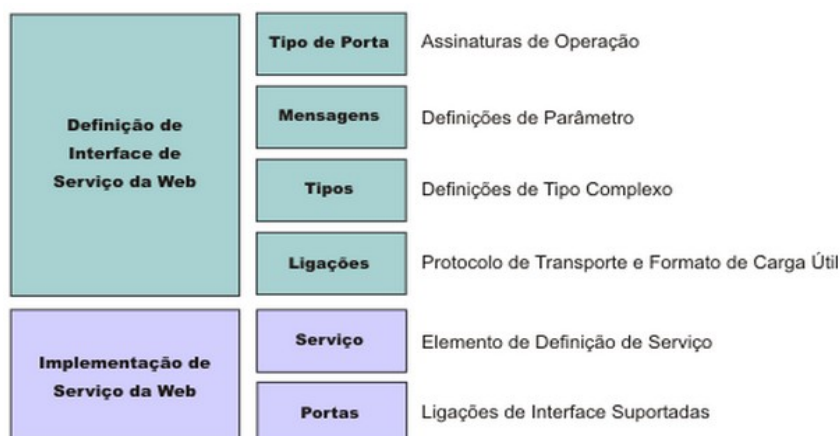 Definição de
Interface de
Serviço da Web
Tipo de Porta
Assinaturas de Operação
Mensagens
Definições de Parâmetro
Tipos
Definições de Tipo Complexo
Ligações
Protocolo de Transporte e Formato de Carga Útil
Implementação de
Serviço da Web
Serviço
Elemento de Definição de Serviço
Portas
Ligações de Interface Suportadas